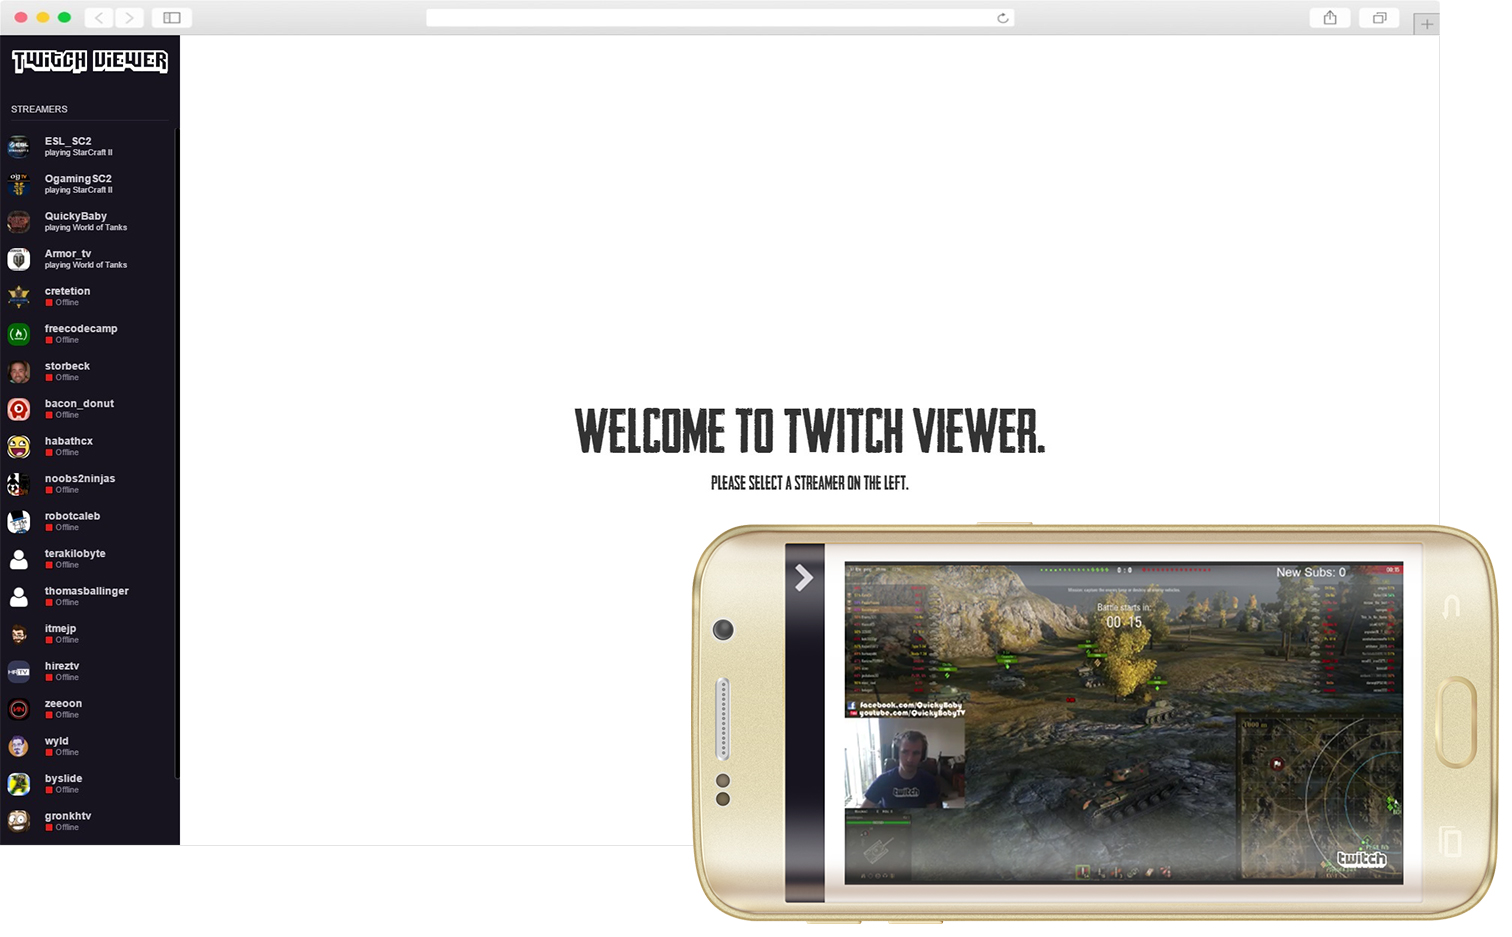 TWITCH VIEWER
STREAMERS
ESL_SC2
playing StarCraft II
OgamingSC2
playing StarCraft II
QuickyBaby
playing World of Tanks
Armor_tv
playing World of Tanks
cretetion
Offline
freecodecamp
Offline
storbeck
Offline
bacon_donut
Offline
habathcx
Offline
noobs2ninjas
Offline
robotcaleb
Offline
terakilobyte
Offline
thomasballinger
Offline
itmejp
Offline
hireztv
Offline
zeeoon
Offline
wyld
Offline
byslide
Offline
gronkhtv
Offline
WELCOME TO TWITCH VIEWER.
PLEASE SELECT A STREAMER ON THE LEFT.
0 : 0
New Subs: 0
Battle starts in:
00 15
facebook.com/QuickyBaby
youtube.com/QuickyBabyTV
twitch
twitch